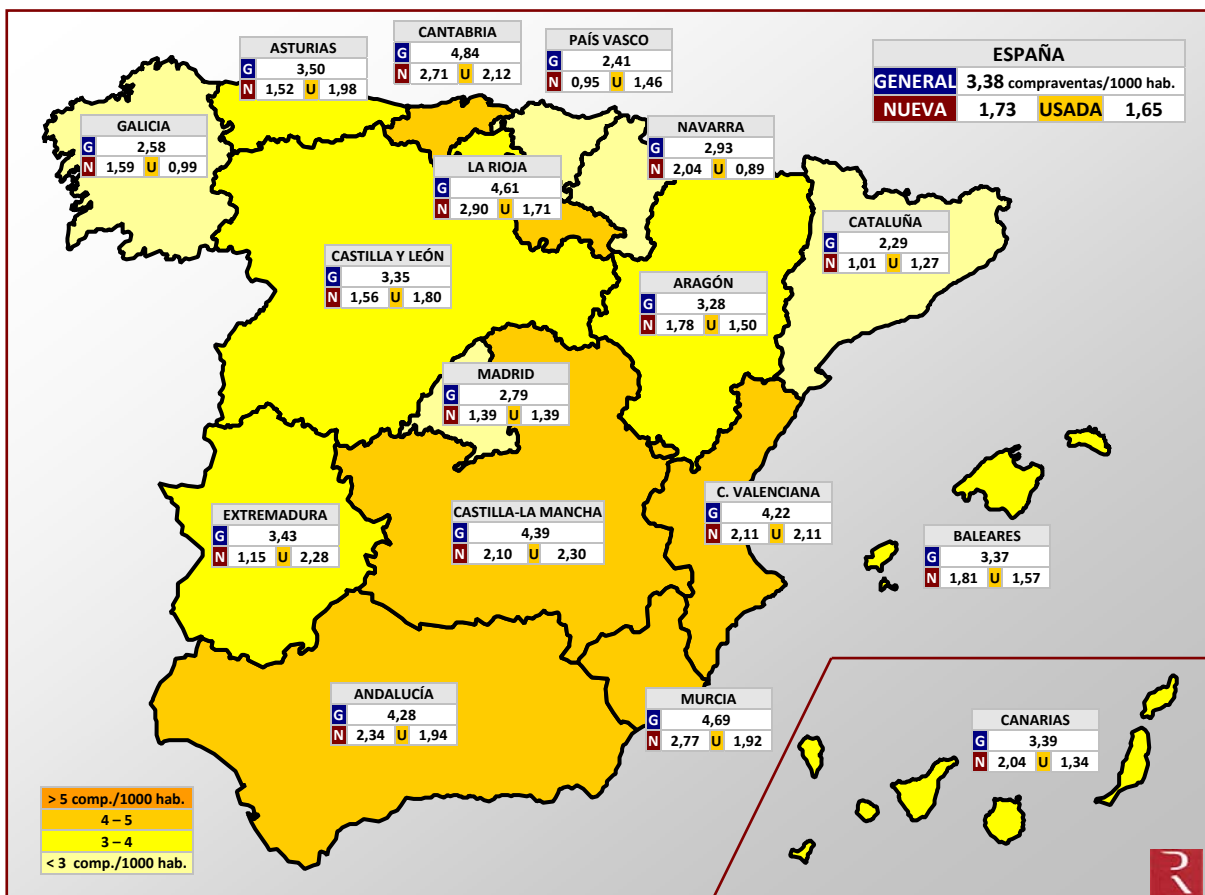 ESPAÑA
GENERAL 3,38 compraventas/1000 hab.
NUEVA 1,73 USADA 1,65
CANTABRIA
G 4,84
N 2,71 U 2,12
PAÍS VASCO
G 2,41
N 0,95 U 1,46
ASTURIAS
G 3,50
N 1,52 U 1,98
GALICIA
G 2,58
N 1,59 U 0,99
NAVARRA
G 2,93
N 2,04 U 0,89
LA RIOJA
G 4,61
N 2,90 U 1,71
CATALUÑA
G 2,29
N 1,01 U 1,27
CASTILLA Y LEÓN
G 3,35
N 1,56 U 1,80
ARAGÓN
G 3,28
N 1,78 U 1,50
MADRID
G 2,79
N 1,39 U 1,39
C. VALENCIANA
G 4,22
N 2,11 U 2,11
EXTREMADURA
G 3,43
N 1,15 U 2,28
CASTILLA-LA MANCHA
G 4,39
N 2,10 U 2,30
BALEARES
G 3,37
N 1,81 U 1,57
ANDALUCÍA
G 4,28
N 2,34 U 1,94
MURCIA
G 4,69
N 2,77 U 1,92
CANARIAS
G 3,39
N 2,04 U 1,34
> 5 comp./1000 hab.
4 – 5
3 – 4
< 3 comp./1000 hab.
R